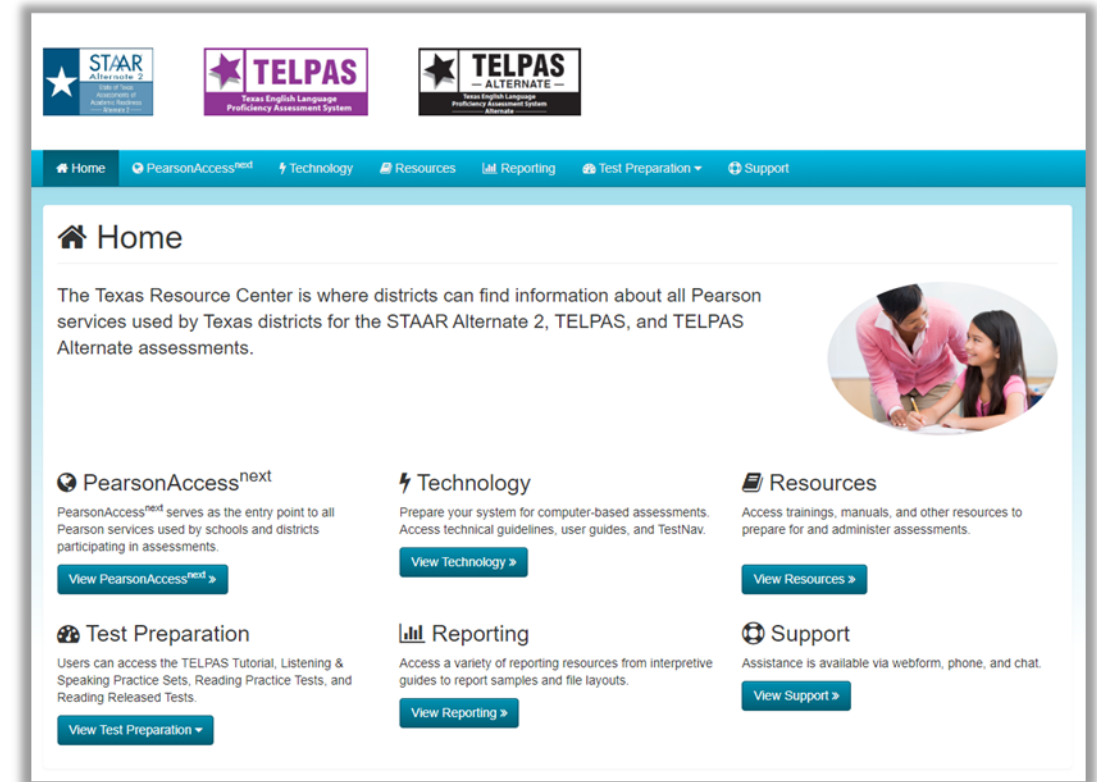 STAAR
Alternate 2
State of Texas
Assessments of
Academic Readiness
Alternate 2
TELPAS
Texas English Language
Proficiency Assessment System
TELPAS
— ALTERNATE —
Texas English Language
Proficiency Assessment System
Alternate
Home PearsonAccessnext Technology Resources Reporting Test Preparation Support
Home
The Texas Resource Center is where districts can find information about all Pearson
services used by Texas districts for the STAAR Alternate 2, TELPAS, and TELPAS
Alternate assessments.
PearsonAccessnext
PearsonAccessnext serves as the entry point to all
Pearson services used by schools and districts
participating in assessments.
View PearsonAccessnext »
Technology
Prepare your system for computer-based assessments.
Access technical guidelines, user guides, and TestNav.
View Technology »
Resources
Access trainings, manuals, and other resources to
prepare for and administer assessments.
View Resources »
Test Preparation
Users can access the TELPAS Tutorial, Listening &
Speaking Practice Sets, Reading Practice Tests, and
Reading Released Tests.
View Test Preparation
Reporting
Access a variety of reporting resources from interpretive
guides to report samples and file layouts.
View Reporting »
Support
Assistance is available via webform, phone, and chat.
View Support »